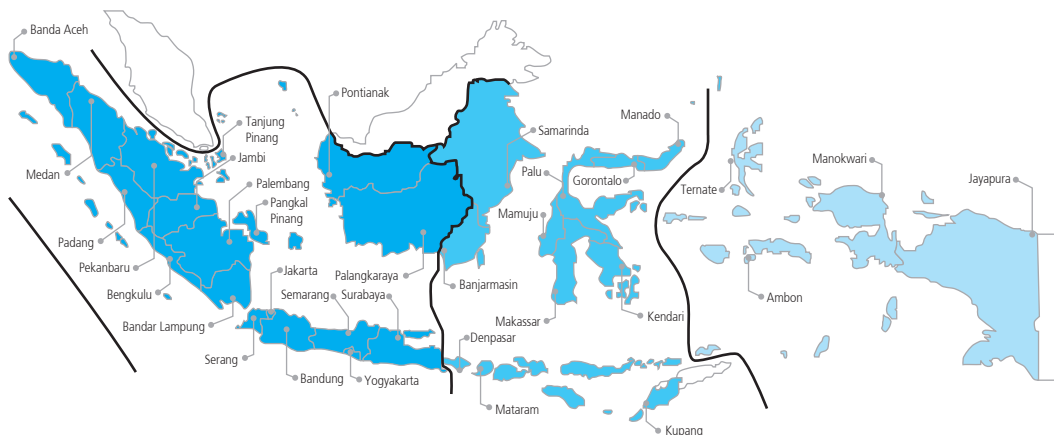 Banda Aceh
Pontianak
Manado
Tanjung
Pinang
Samarinda
Jambi
Manokwari
Medan
Palu
Gorontalo
Jayapura
Palembang
Ternate
Pangkal
Pinang
Mamuju
Padang
Pekanbaru
Jakarta
Palangkaraya
Bengkulu
Semarang
Surabaya
Banjarmasin
Ambon
Bandar Lampung
Makassar
Kendari
Denpasar
Serang
Bandung
Yogyakarta
Mataram
Kupang